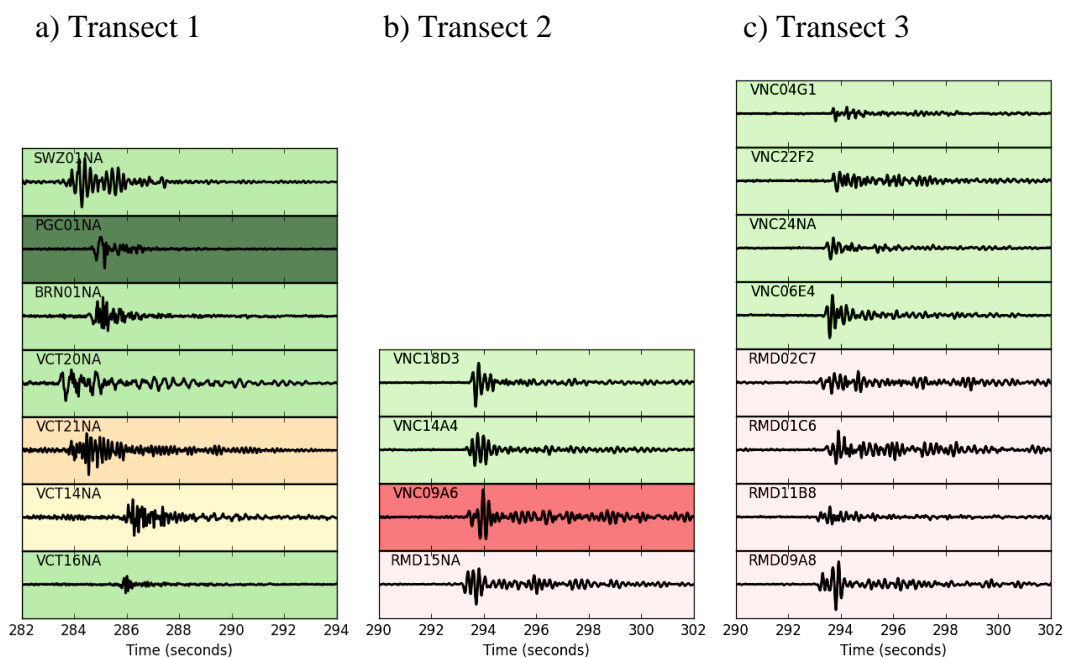 a) Transect 1
SWZ01NA
PGC01NA
BRN01NA
VCT20NA
VCT21NA
VCT14NA
VCT16NA
282 284 286 288 290 292 294
Time (seconds)
b) Transect 2
VNC18D3
VNC14A4
VNC09A6
RMD15NA
290 292 294 296 298 300 302
Time (seconds)
c) Transect 3
VNC04G1
VNC22F2
VNC24NA
VNC06E4
RMD02C7
RMD01C6
RMD11B8
RMD09A8
290 292 294 296 298 300 302
Time (seconds)